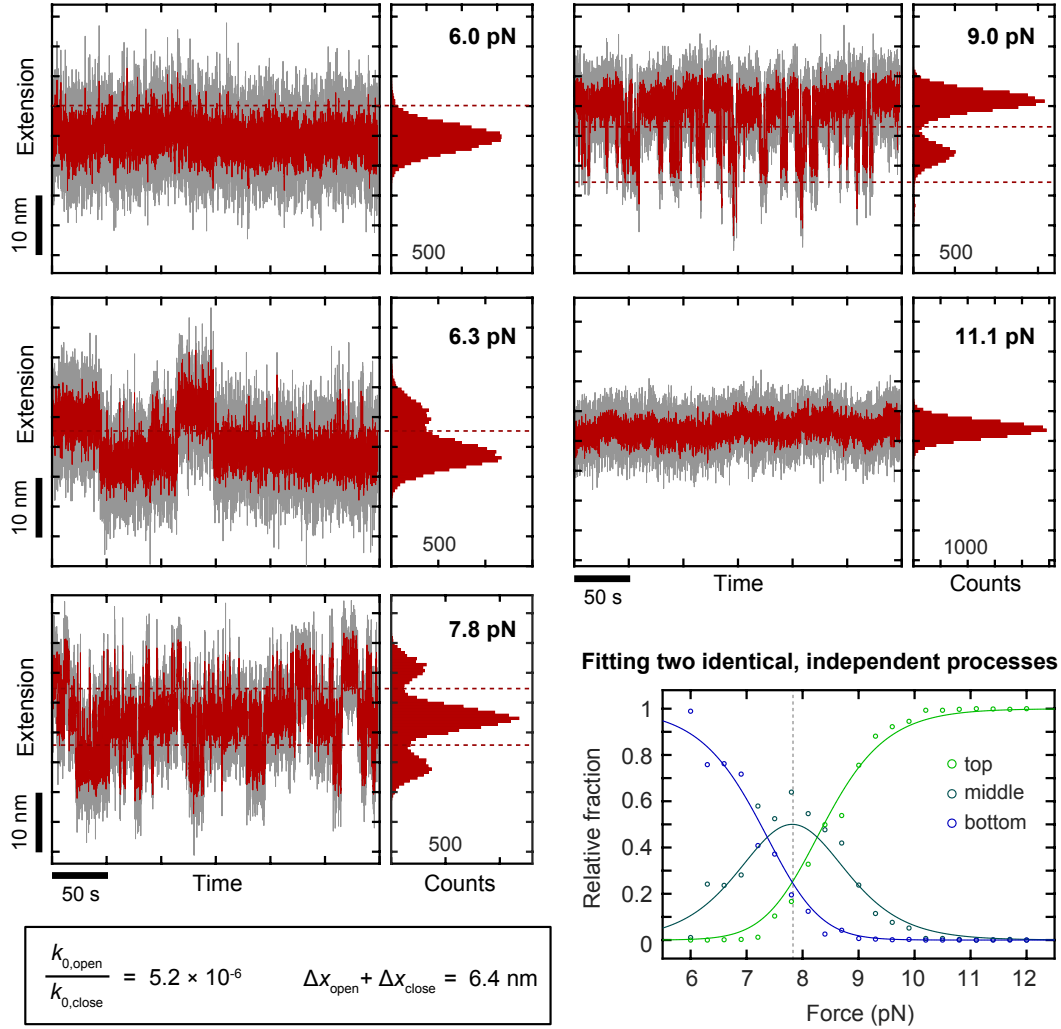 6.0 pN
Extension
10 nm
500
9.0 pN
500
6.3 pN
Extension
10 nm
500
11.1 pN
1000
50 s
Time
Counts
7.8 pN
Extension
10 nm
500
50 s
Time
Counts
Fitting two identical, independent processes
Relative fraction
1
0.8
0.6
0.4
0.2
0
top
middle
bottom
6 7 8 9 10 11 12
Force (pN)
k0,open / k0,close = 5.2 × 10⁻⁶ Δxopen + Δxclose = 6.4 nm